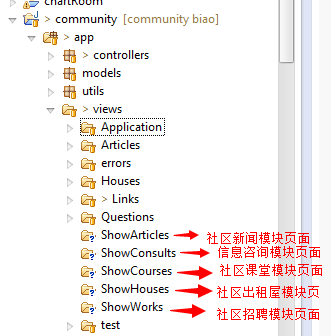 chartRoom
> community [community biao]
> app
> controllers
models
utils
> views
Application
Articles
errors
Houses
> Links
Questions
ShowArticles 社区新闻模块页面
ShowConsults 信息咨询模块页面
ShowCourses 社区课堂模块页面
ShowHouses 社区出租屋模块页
ShowWorks 社区招聘模块页面
test